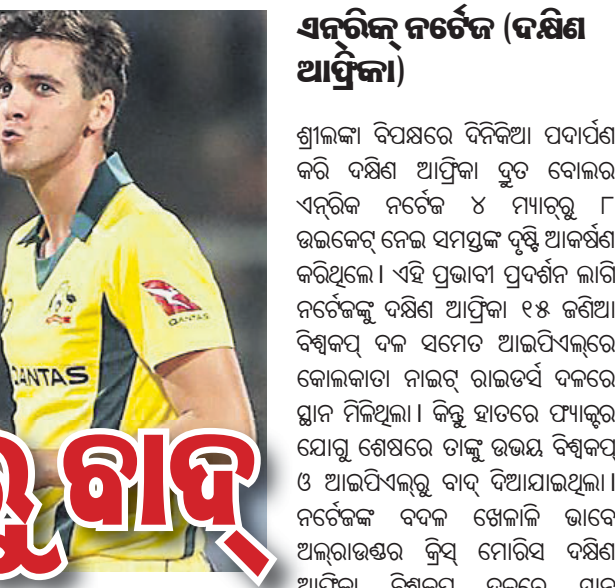 ଏନ୍‌ରିକ୍ ନର୍ଟେଜ (ଦକ୍ଷିଣ
ଆଫ୍ରିକା)
ଶ୍ରୀଲଙ୍କା ବିପକ୍ଷରେ ଦିନିକିଆ ପଦାର୍ପଣ
କରି ଦକ୍ଷିଣ ଆଫ୍ରିକା ଦ୍ରୁତ ବୋଲର
ଏନ୍‌ରିକ ନର୍ଟେଜ ୪ ମ୍ୟାଚ୍‌ରୁ ୮
ଉଇକେଟ୍ ନେଇ ସମସ୍ତଙ୍କ ଦୃଷ୍ଟି ଆକର୍ଷଣ
କରିଥିଲେ। ଏହି ପ୍ରଭାବୀ ପ୍ରଦର୍ଶନ ଲାଗି
ନର୍ଟେଜଙ୍କୁ ଦକ୍ଷିଣ ଆଫ୍ରିକା ୧୫ ଜଣିଆ
ବିଶ୍ୱକପ୍ ଦଳ ସମେତ ଆଇପିଏଲ୍‌ରେ
କୋଲକାତା ନାଇଟ୍ ରାଇଡର୍ସ ଦଳରେ
ସ୍ଥାନ ମିଳିଥିଲା। କିନ୍ତୁ ହାତରେ ଫ୍ୟାକ୍ଚର
ଯୋଗୁ ଶେଷରେ ତାଙ୍କୁ ଉଭୟ ବିଶ୍ୱକପ୍
ଓ ଆଇପିଏଲ୍‌ରୁ ବାଦ୍ ଦିଆଯାଇଥିଲା।
ନର୍ଟେଜଙ୍କ ବଦଳ ଖେଳାଳି ଭାବେ
ଅଲ୍‌ରାଉଣ୍ଡର କ୍ରିସ୍ ମୋରିସ ଦକ୍ଷିଣ
QANTAS
ANTAS
ବାଦ୍